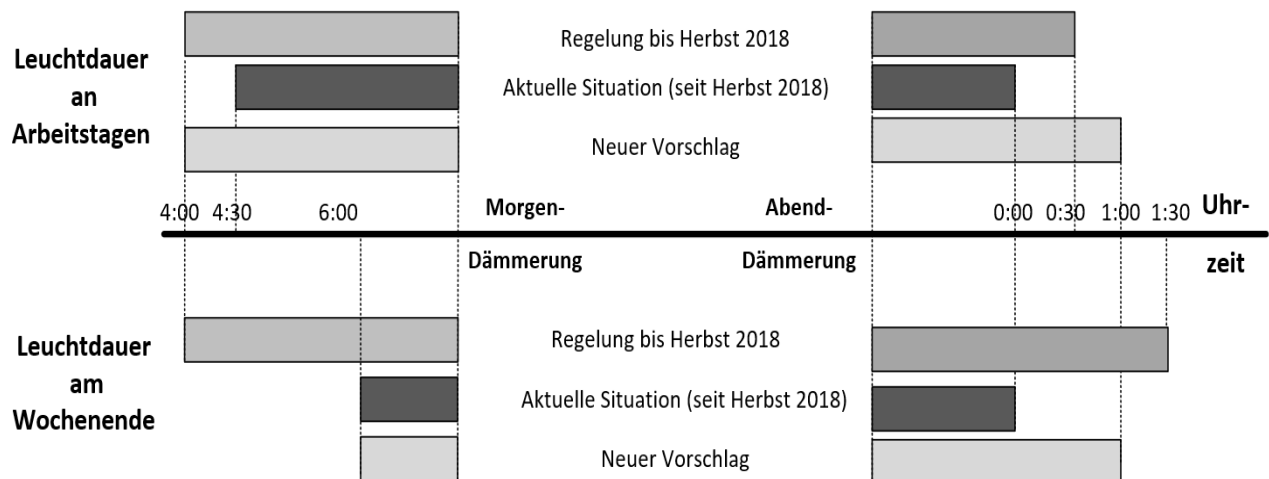 Leuchtdauer
an
Arbeitstagen
Regelung bis Herbst 2018
Aktuelle Situation (seit Herbst 2018)
Neuer Vorschlag
4:00 4:30 6:00 Morgen- Abend- 0:00 0:30 1:00 1:30 Uhr-
Dämmerung Dämmerung zeit
Leuchtdauer
am
Wochenende
Regelung bis Herbst 2018
Aktuelle Situation (seit Herbst 2018)
Neuer Vorschlag